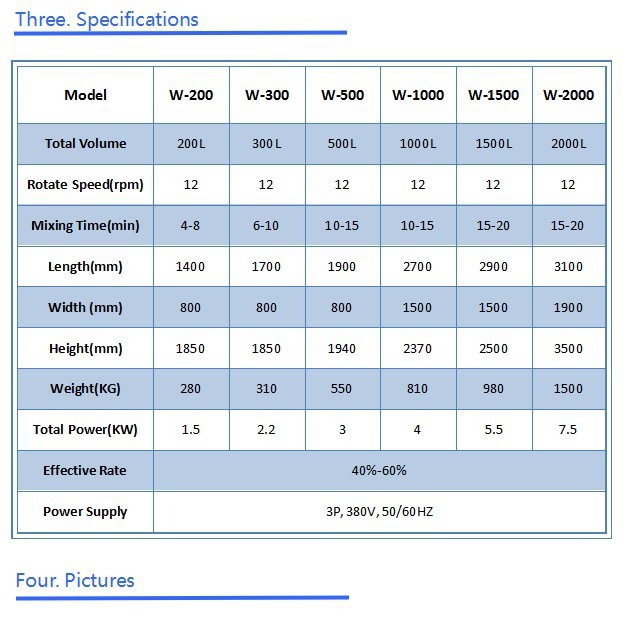 Three. Specifications
Model W-200 W-300 W-500 W-1000 W-1500 W-2000
Total Volume 200L 300L 500L 1000L 1500L 2000L
Rotate Speed(rpm) 12 12 12 12 12 12
Mixing Time(min) 4-8 6-10 10-15 10-15 15-20 15-20
Length(mm) 1400 1700 1900 2700 2900 3100
Width (mm) 800 800 800 1500 1500 1900
Height(mm) 1850 1850 1940 2370 2500 3500
Weight(KG) 280 310 550 810 980 1500
Total Power(KW) 1.5 2.2 3 4 5.5 7.5
Effective Rate 40%-60%
Power Supply 3P, 380V, 50/60HZ
Four. Pictures